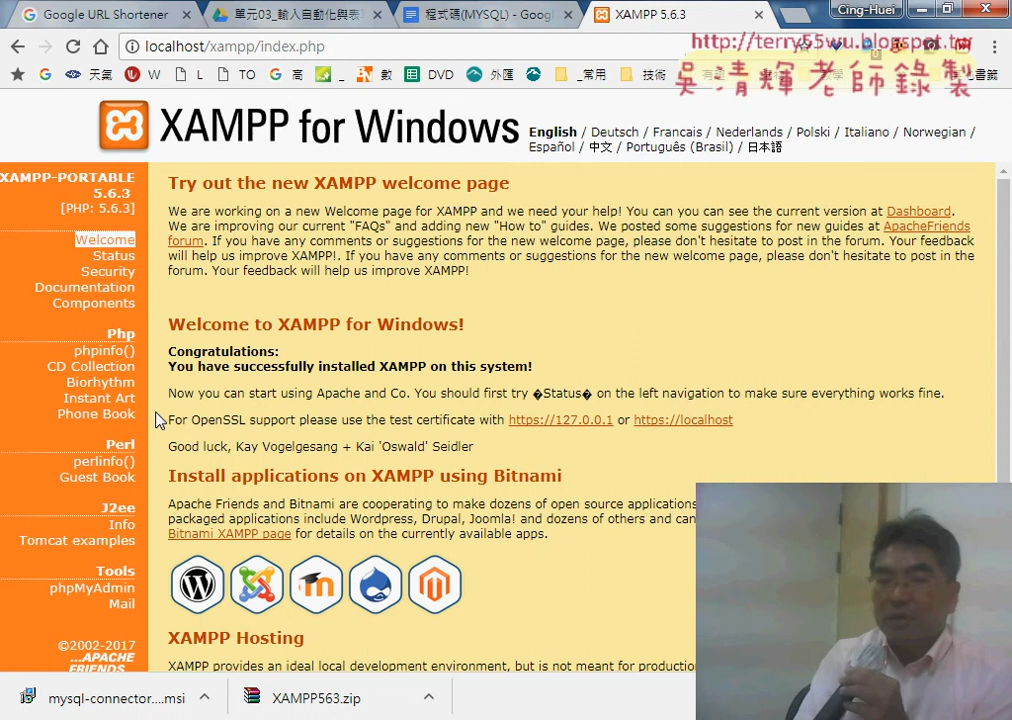 Google URL Shortener
單元03_輸入自動化與表
程式碼(MYSQL) - Goog
XAMPP 5.6.3
Cing-Huei
localhost/xampp/index.php
http://terry55wu.blogspot.tw
吳清輝老師錄製
天氣
W
L
TO
高
數
DVD
外匯
_常用
技術
書籤
XAMPP for Windows
English / Deutsch / Francais / Nederlands / Polski / Italiano / Norwegian /
Español / 中文 / Português (Brasil) / 日本語
XAMPP-PORTABLE
5.6.3
[PHP: 5.6.3]
Welcome
Status
Security
Documentation
Components
Php
phpinfo()
CD Collection
Biorhythm
Instant Art
Phone Book
Perl
perlinfo()
Guest Book
J2ee
Info
Tomcat examples
Tools
phpMyAdmin
Mail
©2002-2017
...APACHE
FRIENDS
Try out the new XAMPP welcome page
We are working on a new Welcome page for XAMPP and we need your help! You can you can see the current version at Dashboard.
We are improving our current "FAQs" and adding new "How to" guides. We posted some suggestions for new guides at ApacheFriends
forum. If you have any comments or suggestions for the new welcome page, please don't hesitate to post in the forum. Your feedback
will help us improve XAMPP!. If you have any comments or suggestions for the new welcome page, please don't hesitate to post in the
forum. Your feedback will help us improve XAMPP!
Welcome to XAMPP for Windows!
Congratulations:
You have successfully installed XAMPP on this system!
Now you can start using Apache and Co. You should first try �Status� on the left navigation to make sure everything works fine.
For OpenSSL support please use the test certificate with https://127.0.0.1 or https://localhost
Good luck, Kay Vogelgesang + Kai 'Oswald' Seidler
Install applications on XAMPP using Bitnami
Apache Friends and Bitnami are cooperating to make dozens of open source applications
packaged applications include Wordpress, Drupal, Joomla! and dozens of others and can
Bitnami XAMPP page for details on the currently available apps.
XAMPP Hosting
XAMPP provides an ideal local development environment, but is not meant for production
mysql-connector....msi
XAMPP563.zip